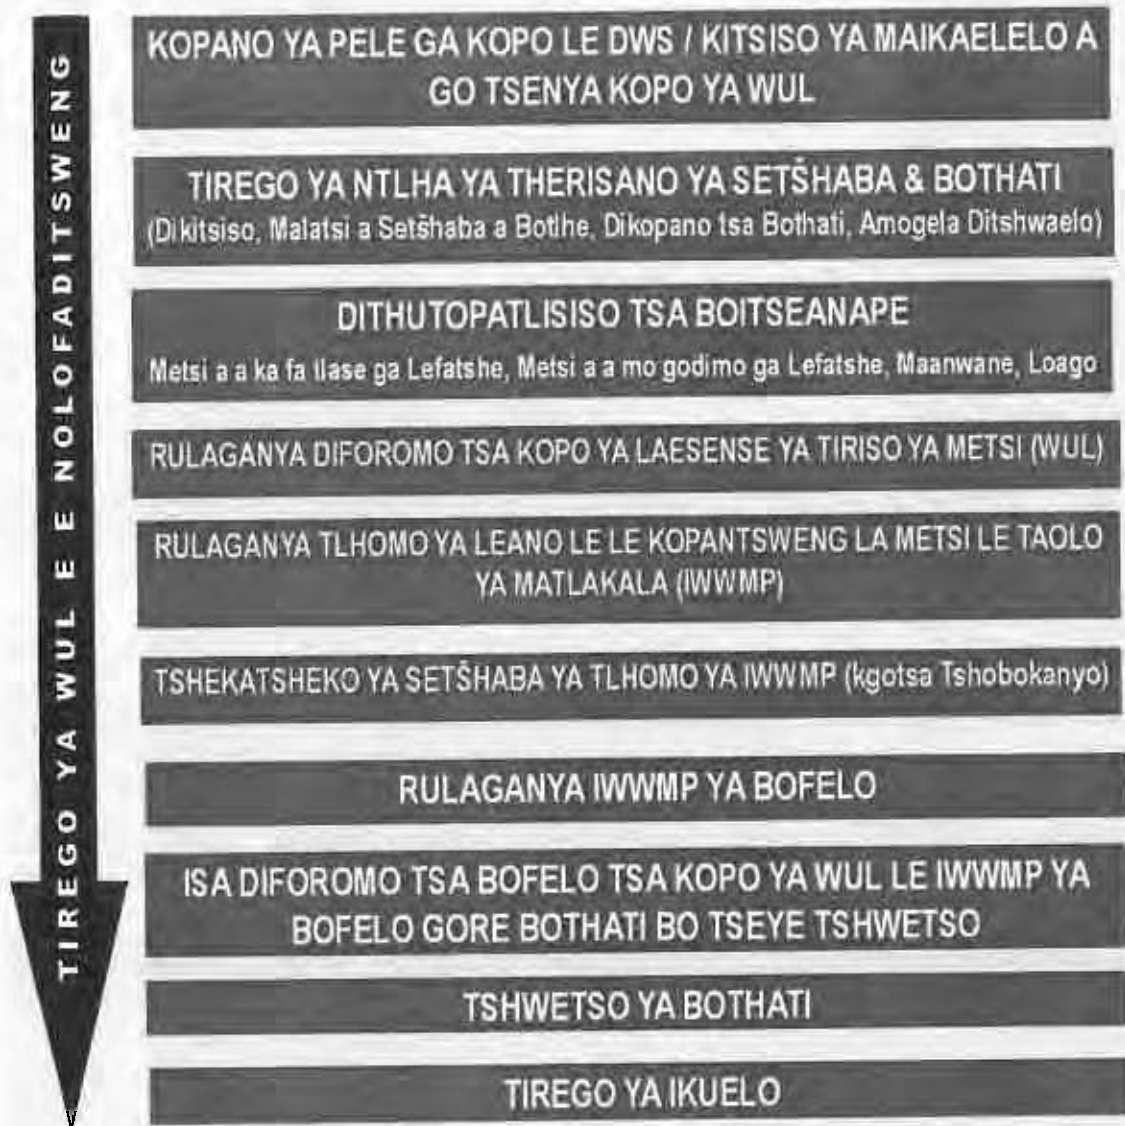 TIREGO YA WUL E E NOLOFADITSWENG
KOPANO YA PELE GA KOPO LE DWS / KITSISO YA MAIKAELELO A
GO TSENYA KOPO YA WUL
TIREGO YA NTLHA YA THERISANO YA SETŠHABA & BOTHATI
(Dikitsiso, Malatsi a Setšhaba a Botlhe, Dikopano tsa Bothati, Amogela Ditshwaelo)
DITHUTOPATLISISO TSA BOITSEANAPE
Metsi a a ka fa tlase ga Lefatshe, Metsi a a mo godimo ga Lefatshe, Maanwane, Loago
RULAGANYA DIFOROMO TSA KOPO YA LAESENSE YA TIRISO YA METSI (WUL)
RULAGANYA TLHOMO YA LEANO LE LE KOPANTSWENG LA METSI LE TAOLO
YA MATLAKALA (IWWMP)
TSHEKATSHEKO YA SETŠHABA YA TLHOMO YA IWWMP (kgotsa Tshobokanyo)
RULAGANYA IWWMP YA BOFELO
ISA DIFOROMO TSA BOFELO TSA KOPO YA WUL LE IWWMP YA
BOFELO GORE BOTHATI BO TSEYE TSHWETSO
TSHWETSO YA BOTHATI
TIREGO YA IKUELO